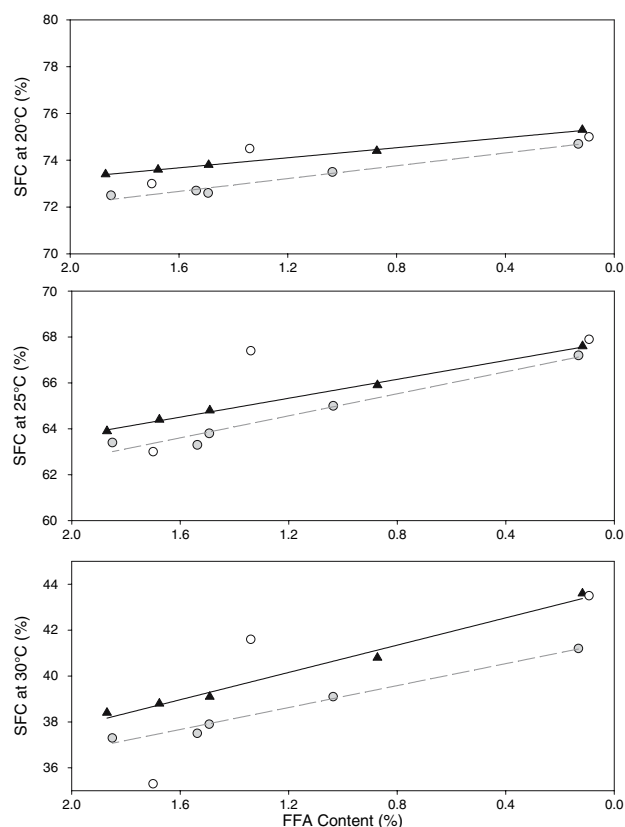 80
78
76
74
72
70
SFC at 20°C (%)
2.0 1.6 1.2 0.8 0.4 0.0
70
68
66
64
62
60
SFC at 25°C (%)
2.0 1.6 1.2 0.8 0.4 0.0
44
42
40
38
36
SFC at 30°C (%)
2.0 1.6 1.2 0.8 0.4 0.0
FFA Content (%)